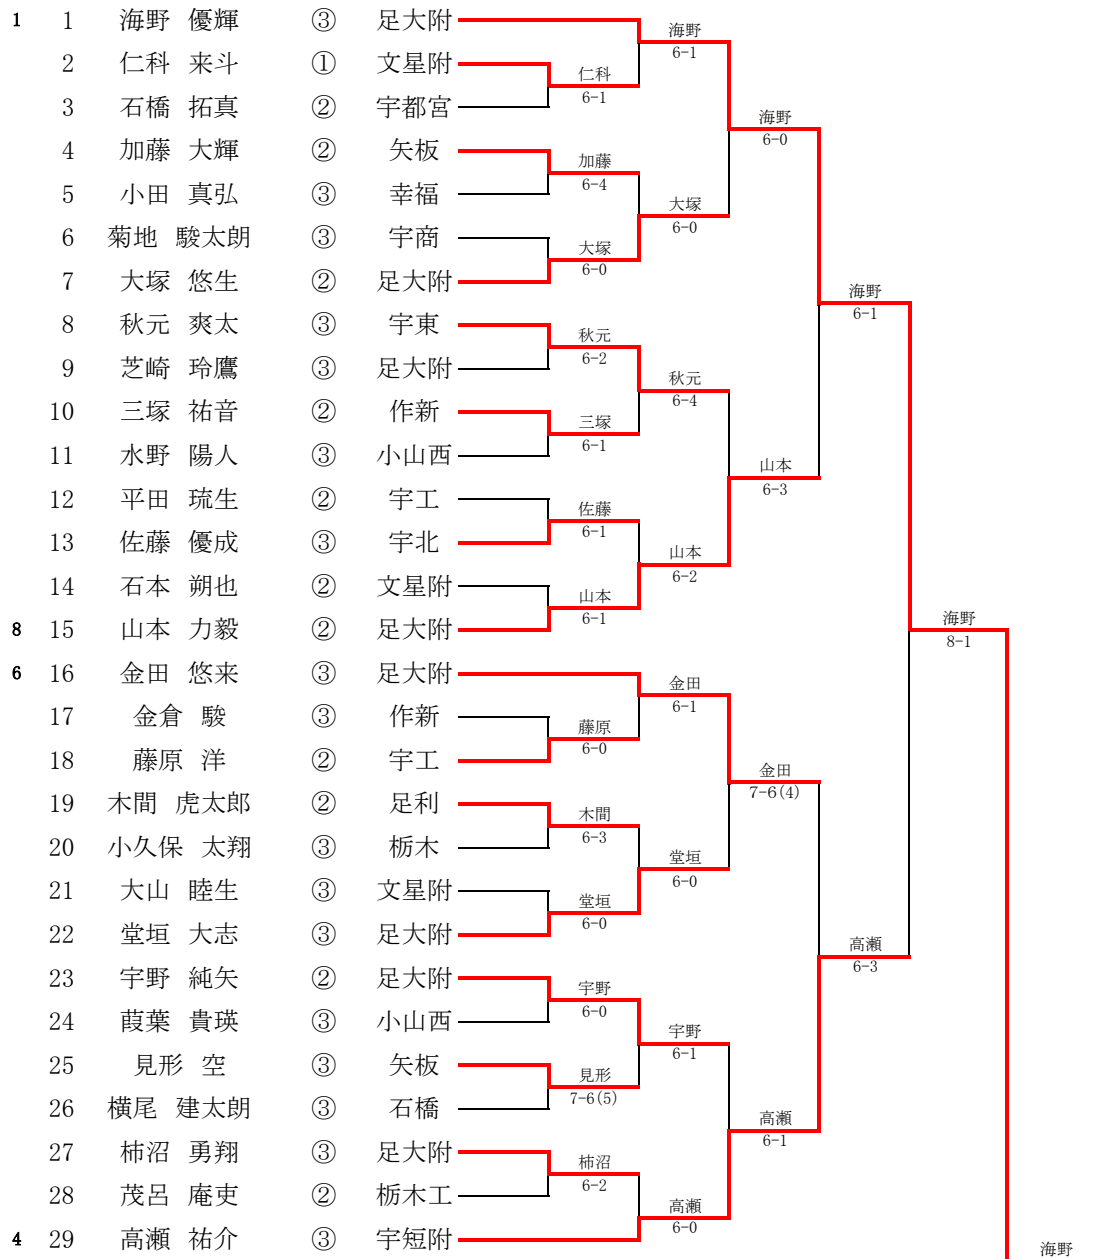 1 1 海野 優輝 ③ 足大附
海野
6-1
2 仁科 来斗 ① 文星附
仁科
6-1
3 石橋 拓真 ② 宇都宮
海野
6-0
4 加藤 大輝 ② 矢板
加藤
6-4
5 小田 真弘 ③ 幸福
大塚
6-0
6 菊地 駿太朗 ③ 宇商
大塚
6-0
7 大塚 悠生 ② 足大附
海野
6-1
8 秋元 爽太 ③ 宇東
秋元
6-2
9 芝崎 玲鷹 ③ 足大附
秋元
6-4
10 三塚 祐音 ② 作新
三塚
6-1
11 水野 陽人 ③ 小山西
山本
6-3
12 平田 琉生 ② 宇工
佐藤
6-1
13 佐藤 優成 ③ 宇北
山本
6-2
14 石本 朔也 ② 文星附
山本
6-1
8 15 山本 力毅 ② 足大附
海野
8-1
6 16 金田 悠来 ③ 足大附
金田
6-1
17 金倉 駿 ③ 作新
藤原
6-0
18 藤原 洋 ② 宇工
金田
7-6(4)
19 木間 虎太郎 ② 足利
木間
6-3
20 小久保 太翔 ③ 栃木
堂垣
6-0
21 大山 睦生 ③ 文星附
堂垣
6-0
22 堂垣 大志 ③ 足大附
高瀬
6-3
23 宇野 純矢 ② 足大附
宇野
6-0
24 葭葉 貴瑛 ③ 小山西
宇野
6-1
25 見形 空 ③ 矢板
見形
7-6(5)
26 横尾 建太朗 ③ 石橋
高瀬
6-1
27 柿沼 勇翔 ③ 足大附
柿沼
6-2
28 茂呂 庵吏 ② 栃木工
高瀬
6-0
4 29 高瀬 祐介 ③ 宇短附
海野